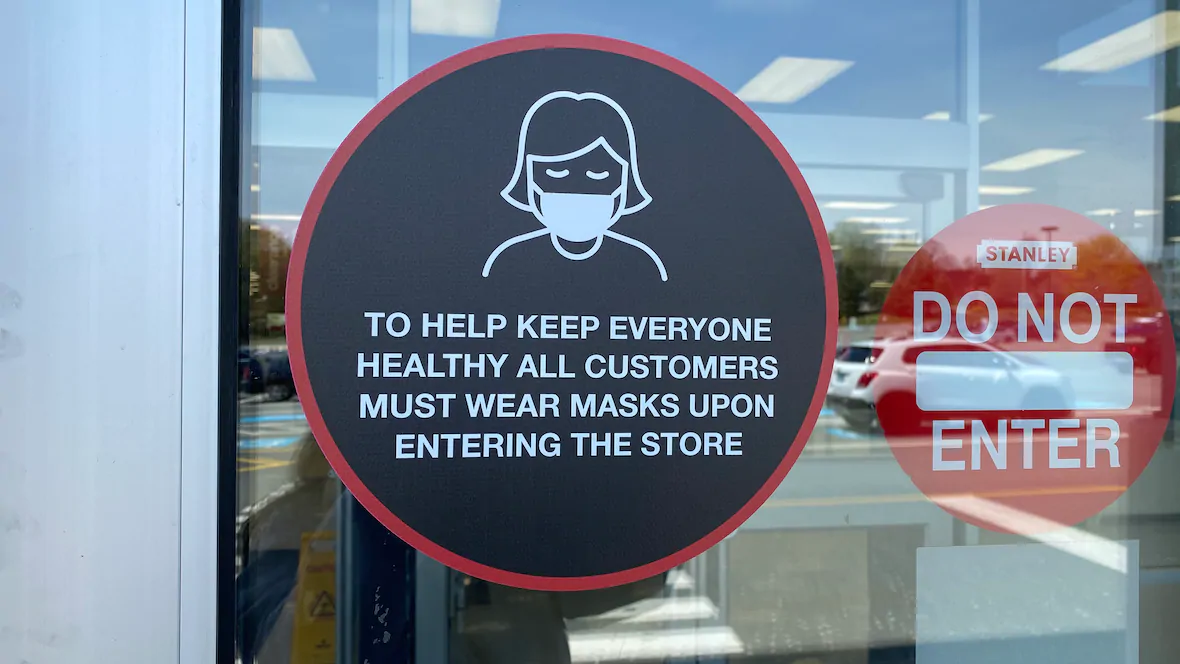 TO HELP KEEP EVERYONE
HEALTHY ALL CUSTOMERS
MUST WEAR MASKS UPON
ENTERING THE STORE
STANLEY
DO NOT
ENTER